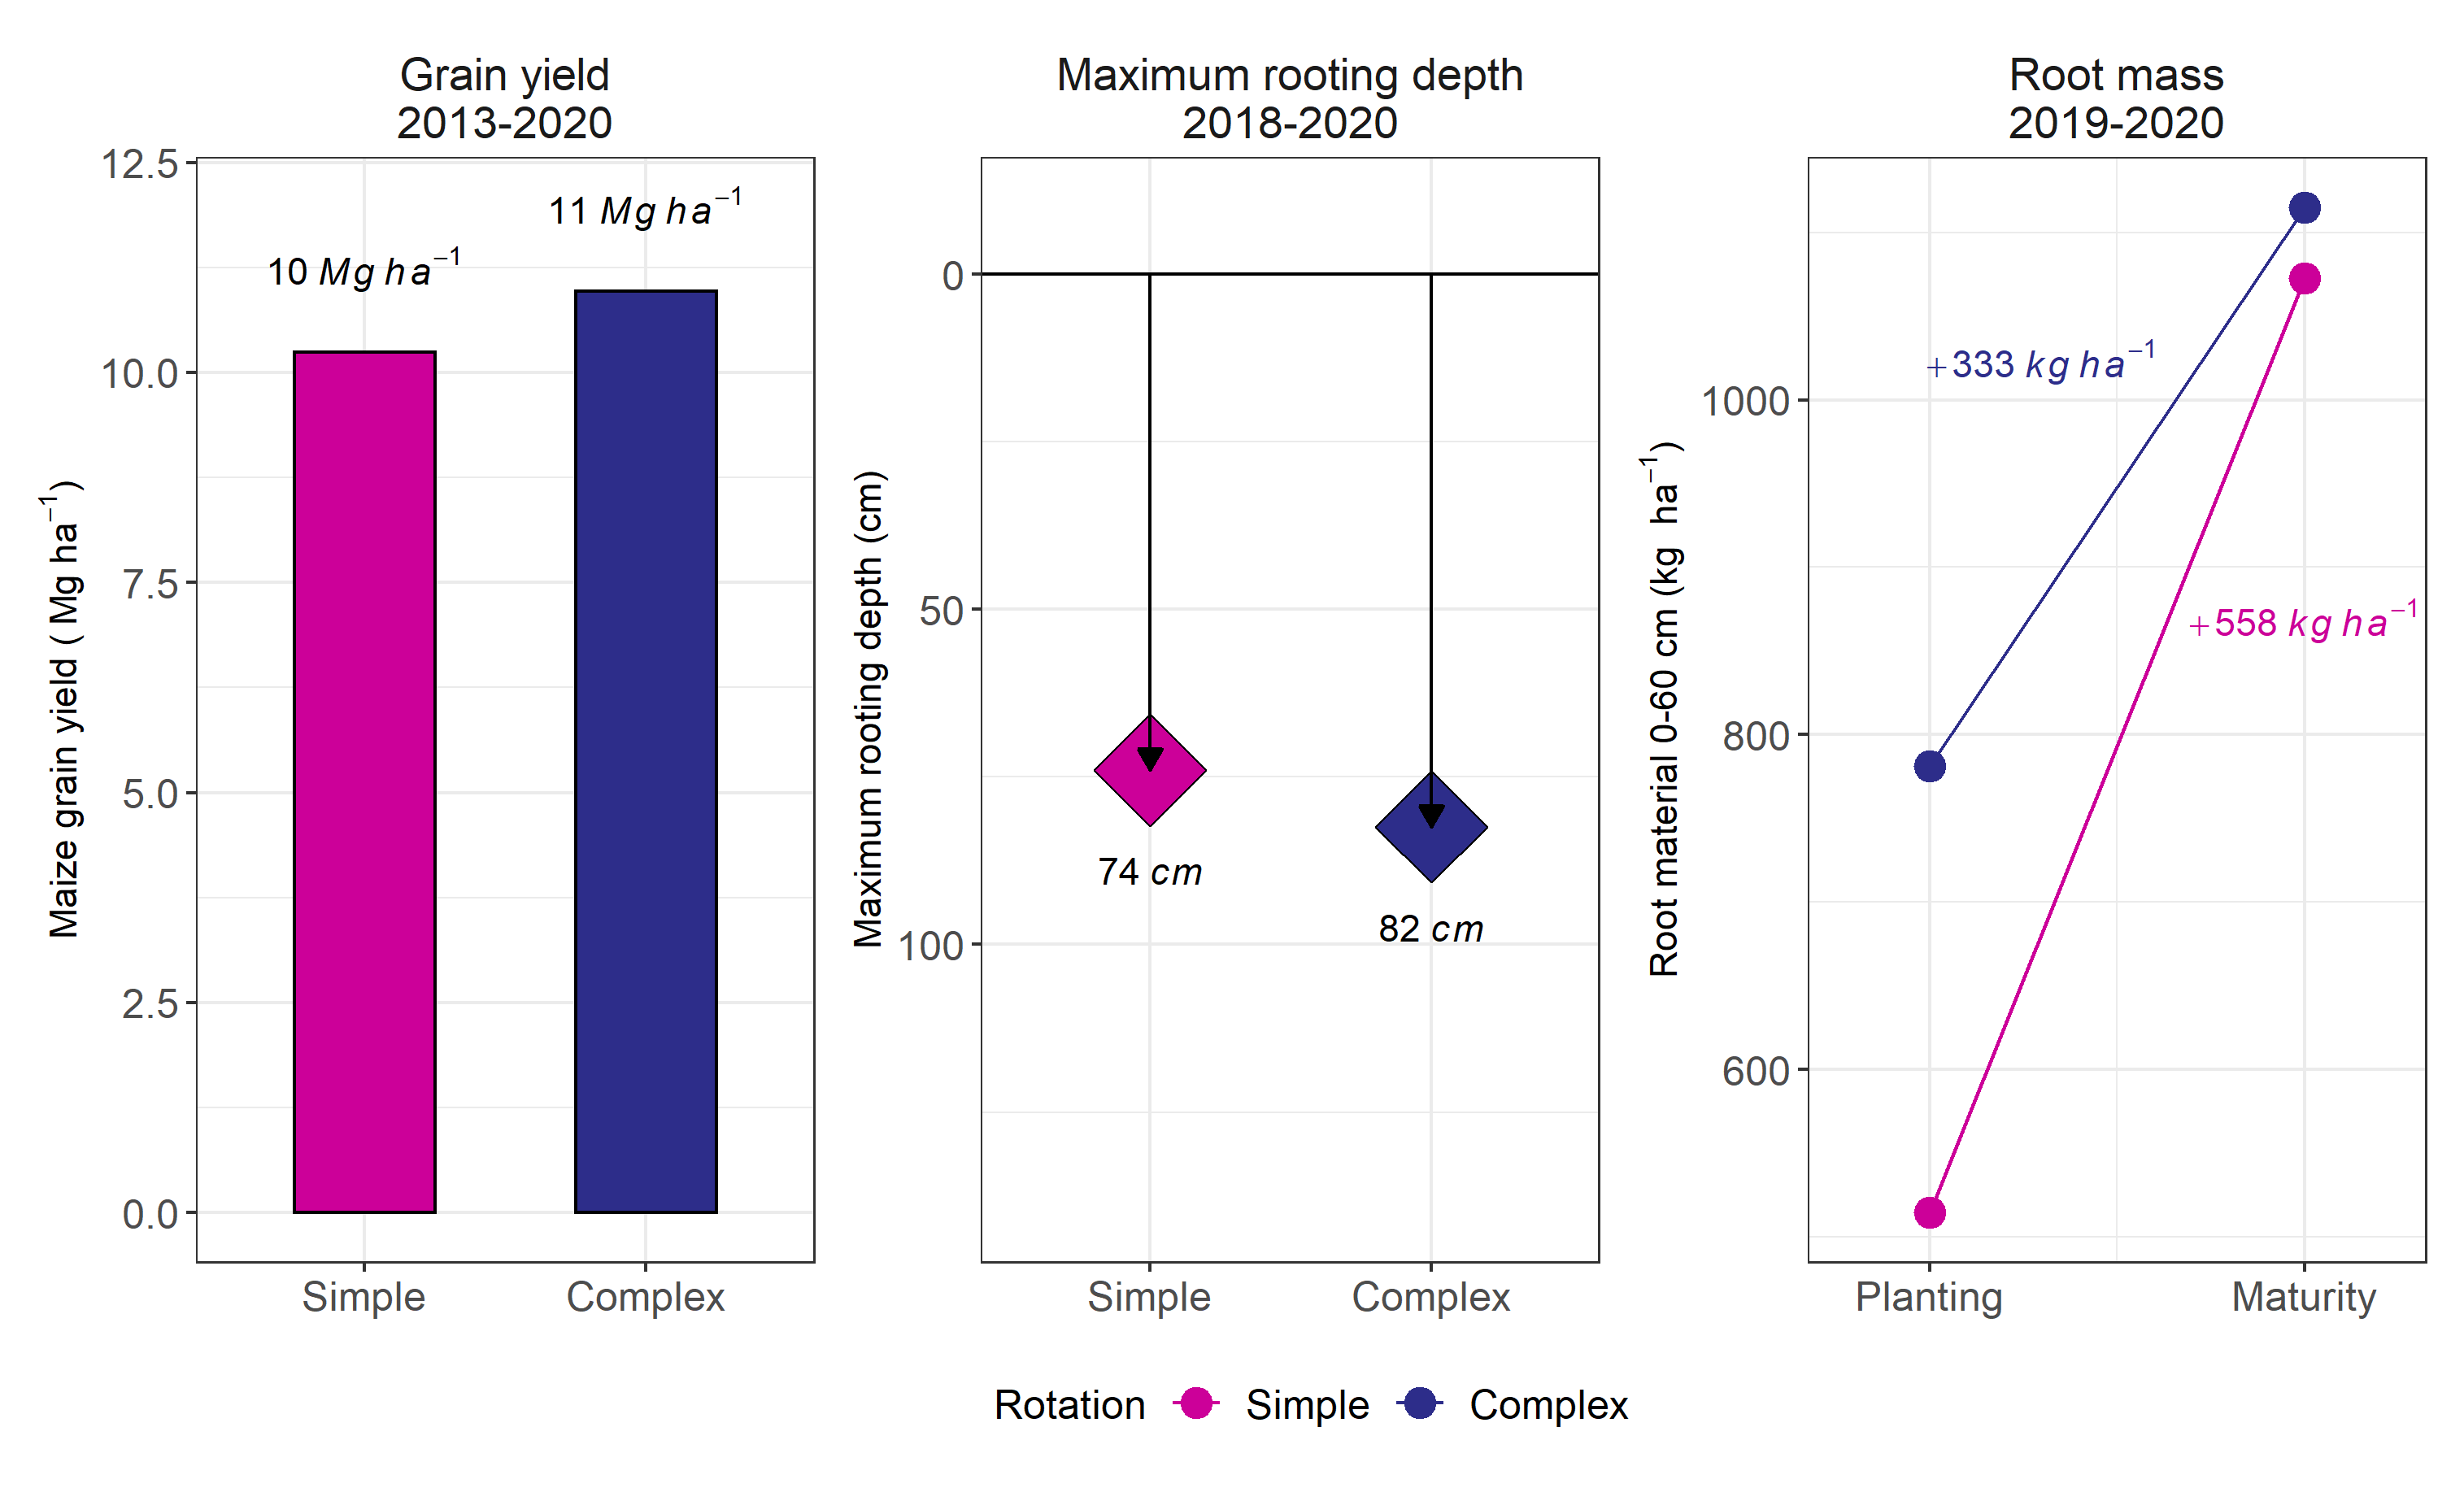 Grain yield
2013-2020
Maize grain yield ( Mg ha⁻¹)
12.5
10.0
7.5
5.0
2.5
0.0
10 Mg ha⁻¹
11 Mg ha⁻¹
Simple
Complex
Maximum rooting depth
2018-2020
Maximum rooting depth (cm)
0
50
100
74 cm
82 cm
Simple
Complex
Root mass
2019-2020
Root material 0-60 cm (kg ha⁻¹)
1000
800
600
+333 kg ha⁻¹
+558 kg ha⁻¹
Planting
Maturity
Rotation Simple Complex